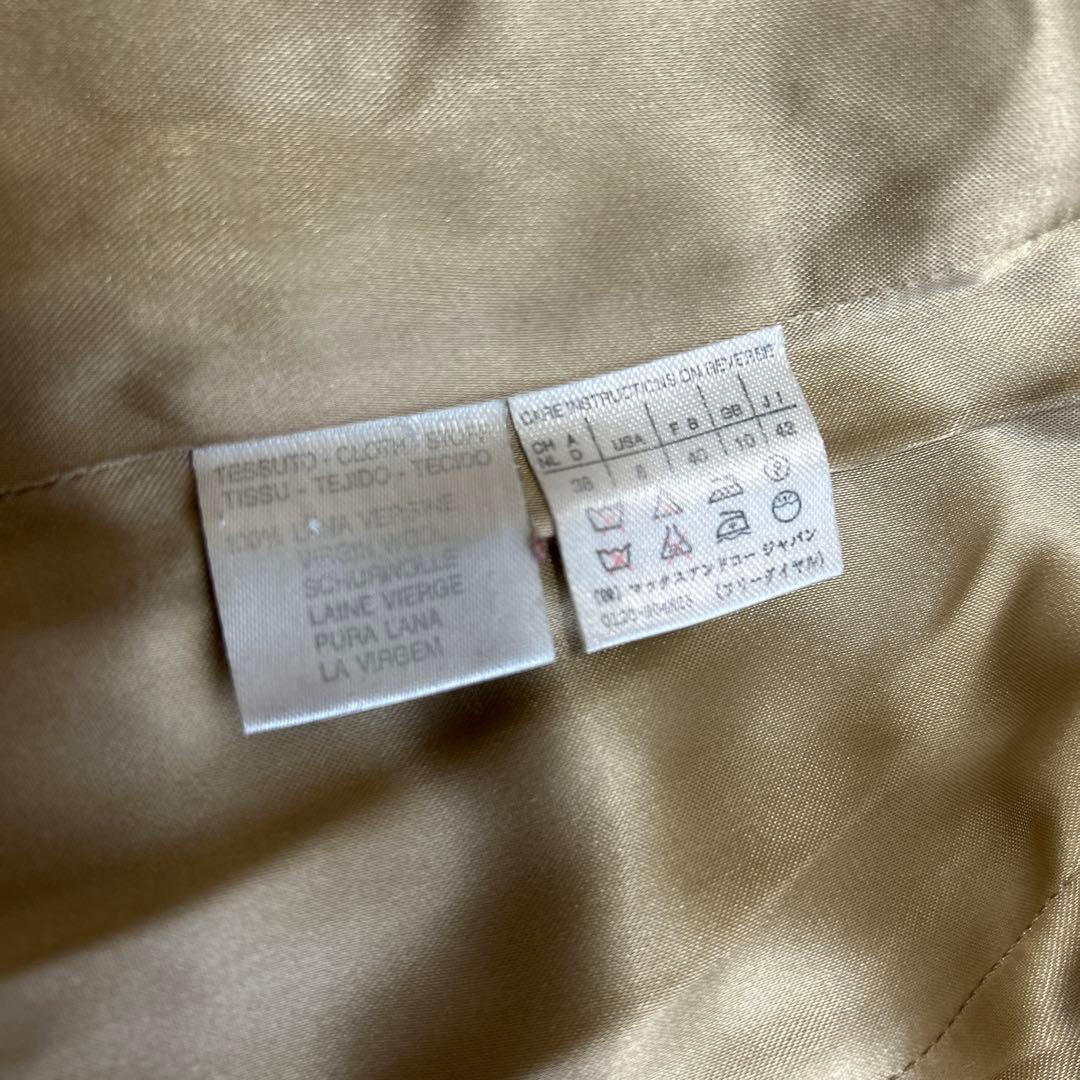 TESSUTO - CLOTH / STOFF
TISSU - TEJIDO - TECIDO
100% LANA VERGINE
VIRGIN WOOL
SCHURWOLLE
LAINE VIERGE
PURA LANA
LA VIRGEM
CARE INSTRUCTIONS ON REVERSE
CH A USA F B GB J I
NL D
38 40 10 42
マックスアンドコー ジャパン
(フリーダイヤル)